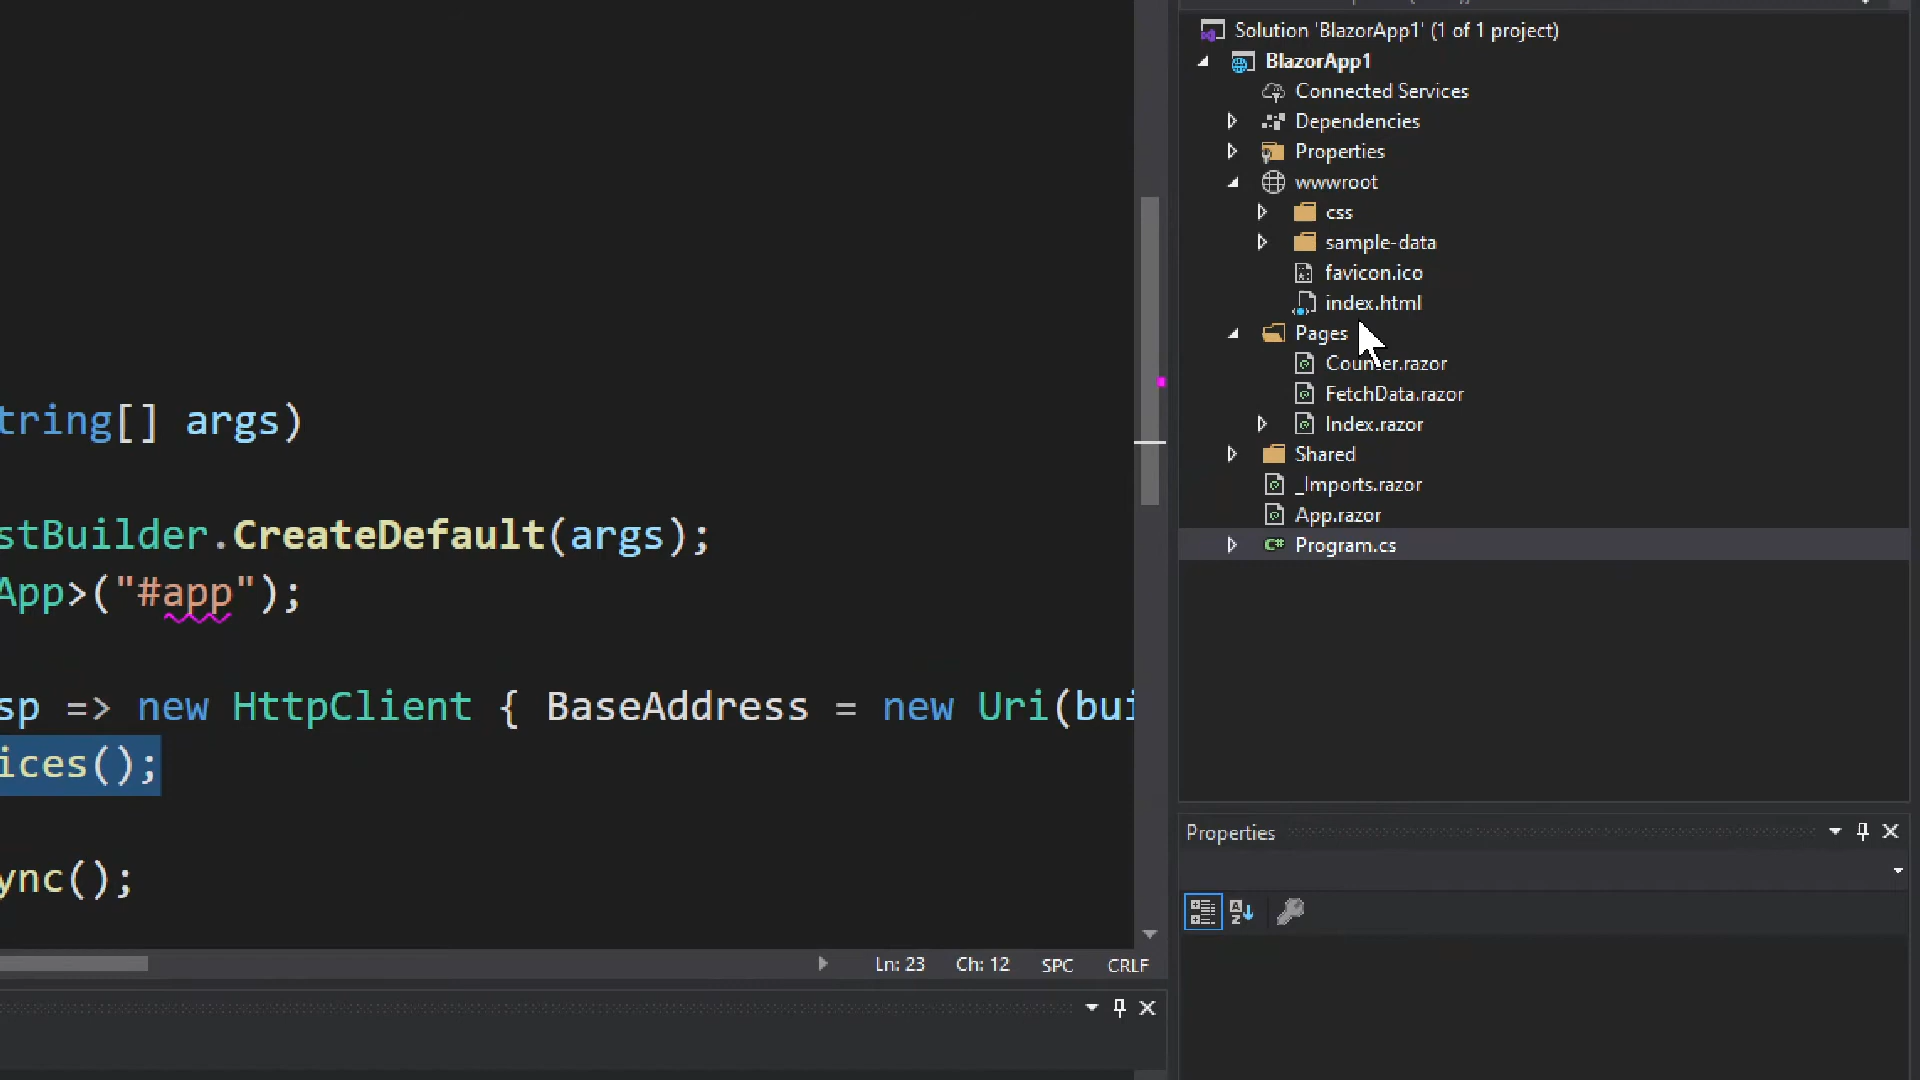 tring[] args)
stBuilder.CreateDefault(args);
App>("#app");
sp => new HttpClient { BaseAddress = new Uri(bui
ices();
ync();
Ln: 23 Ch: 12 SPC CRLF
Solution 'BlazorApp1' (1 of 1 project)
BlazorApp1
Connected Services
Dependencies
Properties
wwwroot
css
sample-data
favicon.ico
index.html
Pages
Counter.razor
FetchData.razor
Index.razor
Shared
_Imports.razor
App.razor
C# Program.cs
Properties